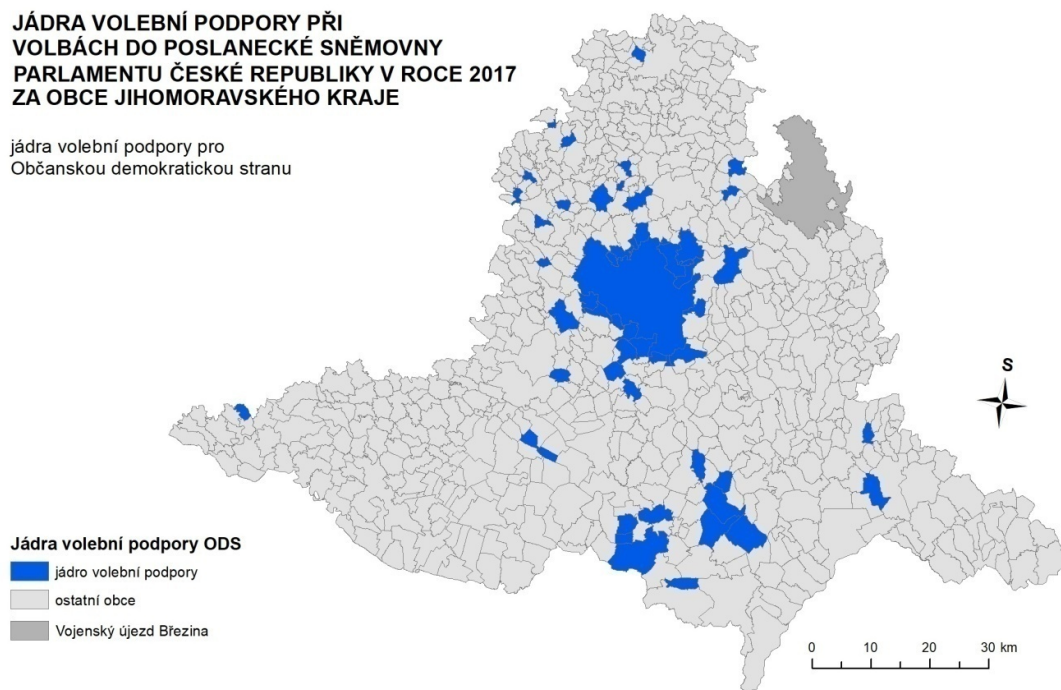 JÁDRA VOLEBNÍ PODPORY PŘI
VOLBÁCH DO POSLANECKÉ SNĚMOVNY
PARLAMENTU ČESKÉ REPUBLIKY V ROCE 2017
ZA OBCE JIHOMORAVSKÉHO KRAJE
jádra volební podpory pro
Občanskou demokratickou stranu
S
Jádra volební podpory ODS
jádro volební podpory
ostatní obce
Vojenský újezd Březina
0 10 20 30 km